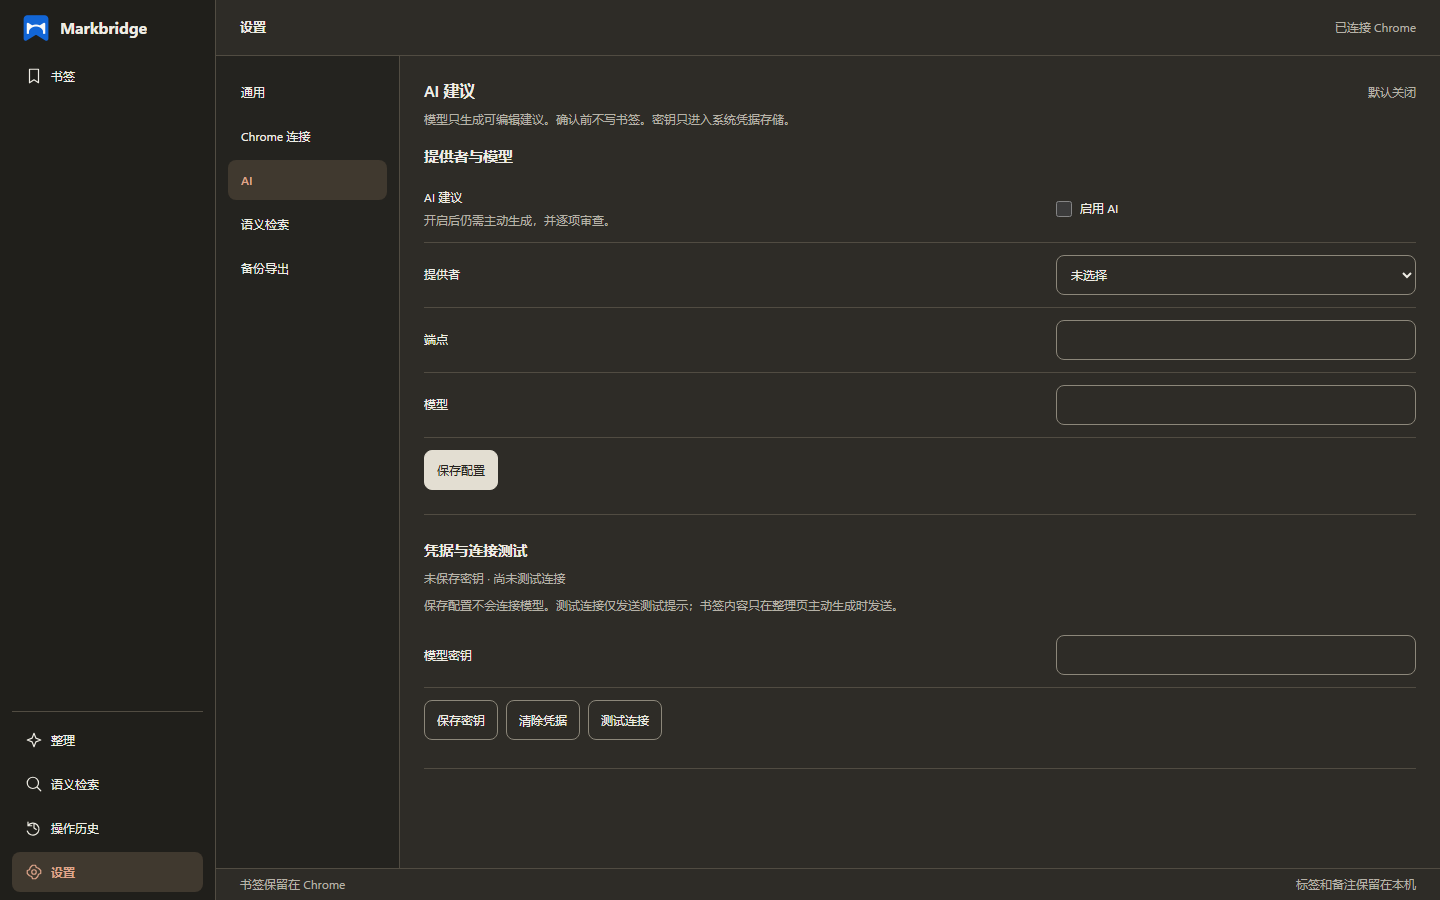 Markbridge
书签
整理
语义检索
操作历史
设置
设置
已连接 Chrome
通用
Chrome 连接
AI
语义检索
备份导出
AI 建议
默认关闭
模型只生成可编辑建议。确认前不写书签。密钥只进入系统凭据存储。
提供者与模型
AI 建议
开启后仍需主动生成，并逐项审查。
启用 AI
提供者
未选择
端点
模型
保存配置
凭据与连接测试
未保存密钥 · 尚未测试连接
保存配置不会连接模型。测试连接仅发送测试提示；书签内容只在整理页主动生成时发送。
模型密钥
保存密钥
清除凭据
测试连接
书签保留在 Chrome
标签和备注保留在本机